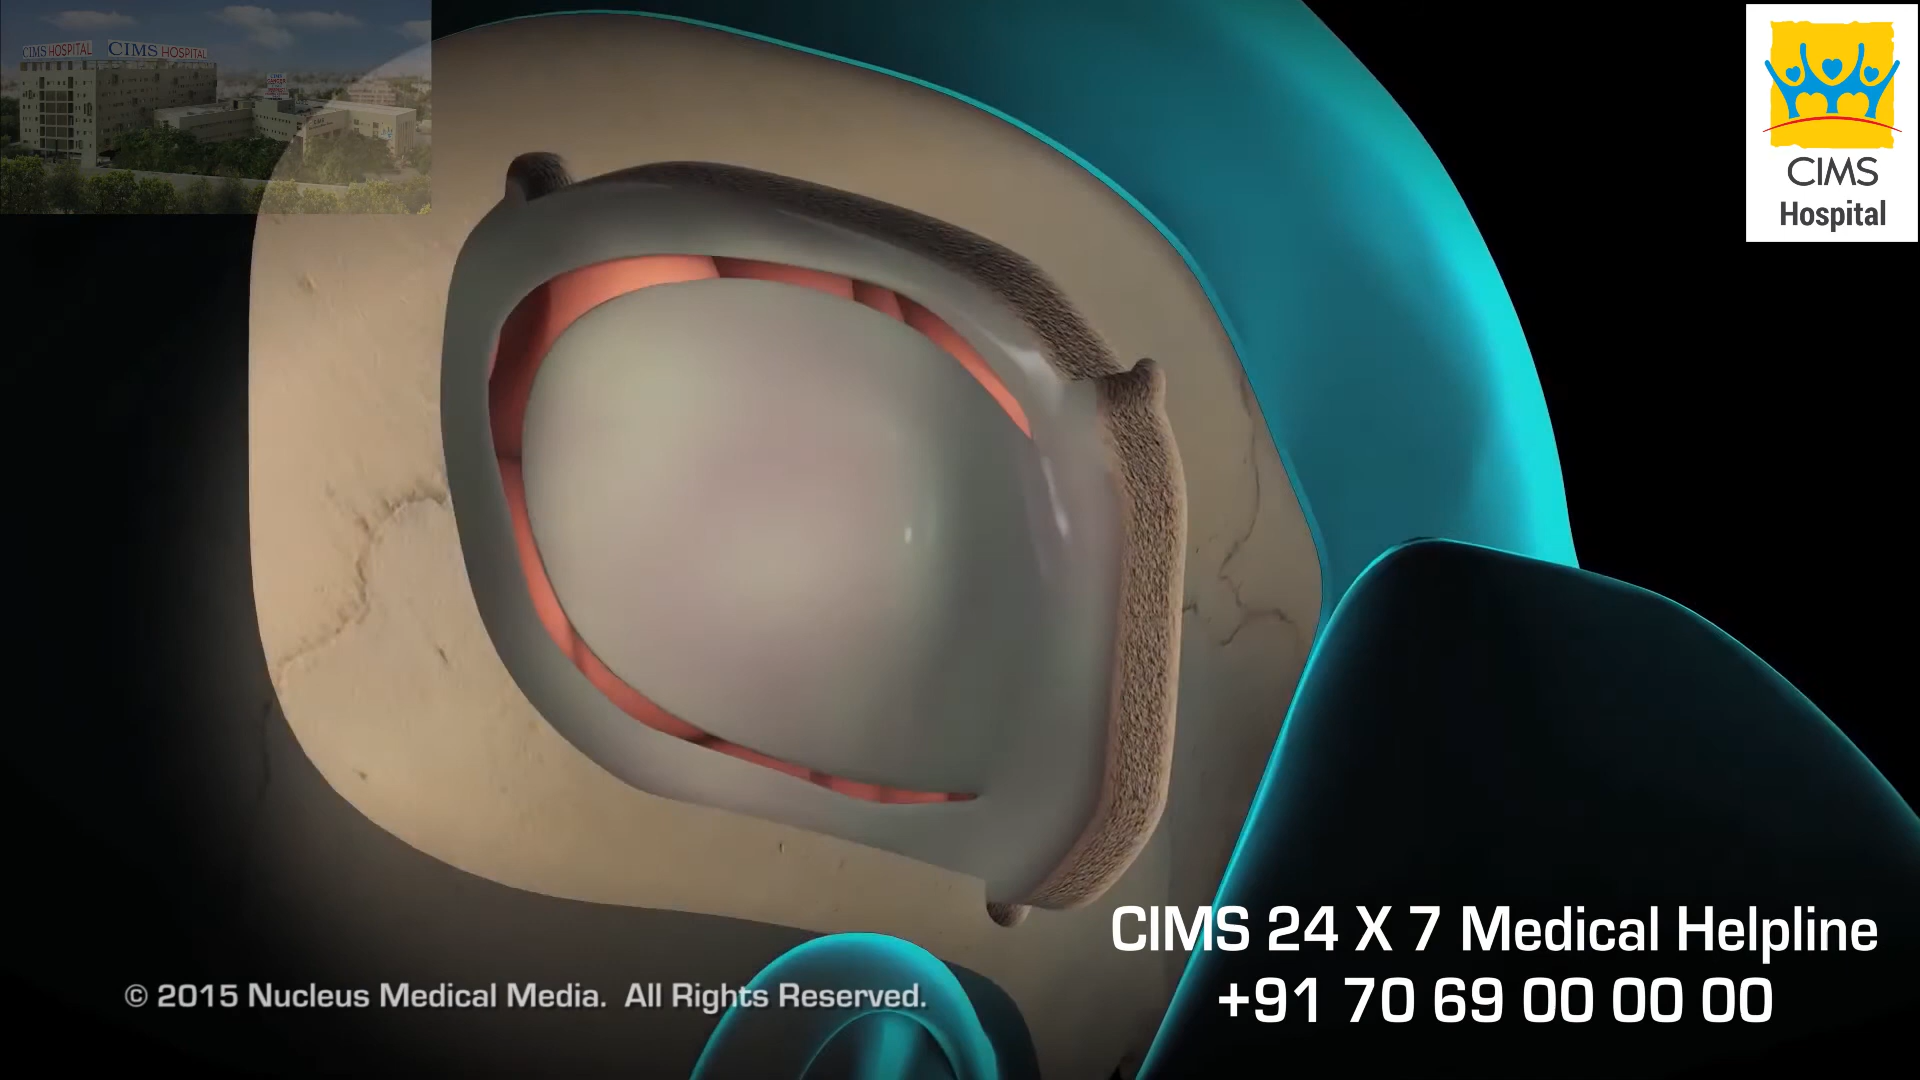 CIMS HOSPITAL CIMS HOSPITAL
CIMS
Hospital
CIMS 24 X 7 Medical Helpline
+91 70 69 00 00 00
© 2015 Nucleus Medical Media. All Rights Reserved.